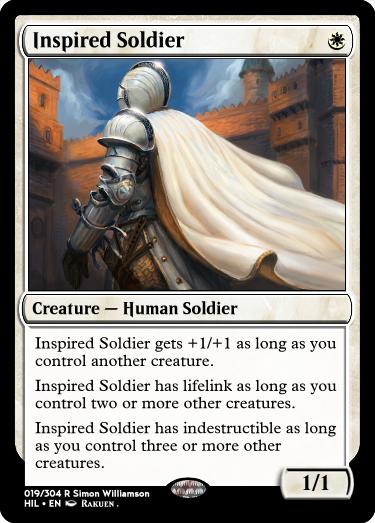 Inspired Soldier
Creature — Human Soldier
Inspired Soldier gets +1/+1 as long as you
control another creature.
Inspired Soldier has lifelink as long as you
control two or more other creatures.
Inspired Soldier has indestructible as long
as you control three or more other
creatures.
1/1
019/304 R Simon Williamson
HIL • EN RAKUEN .